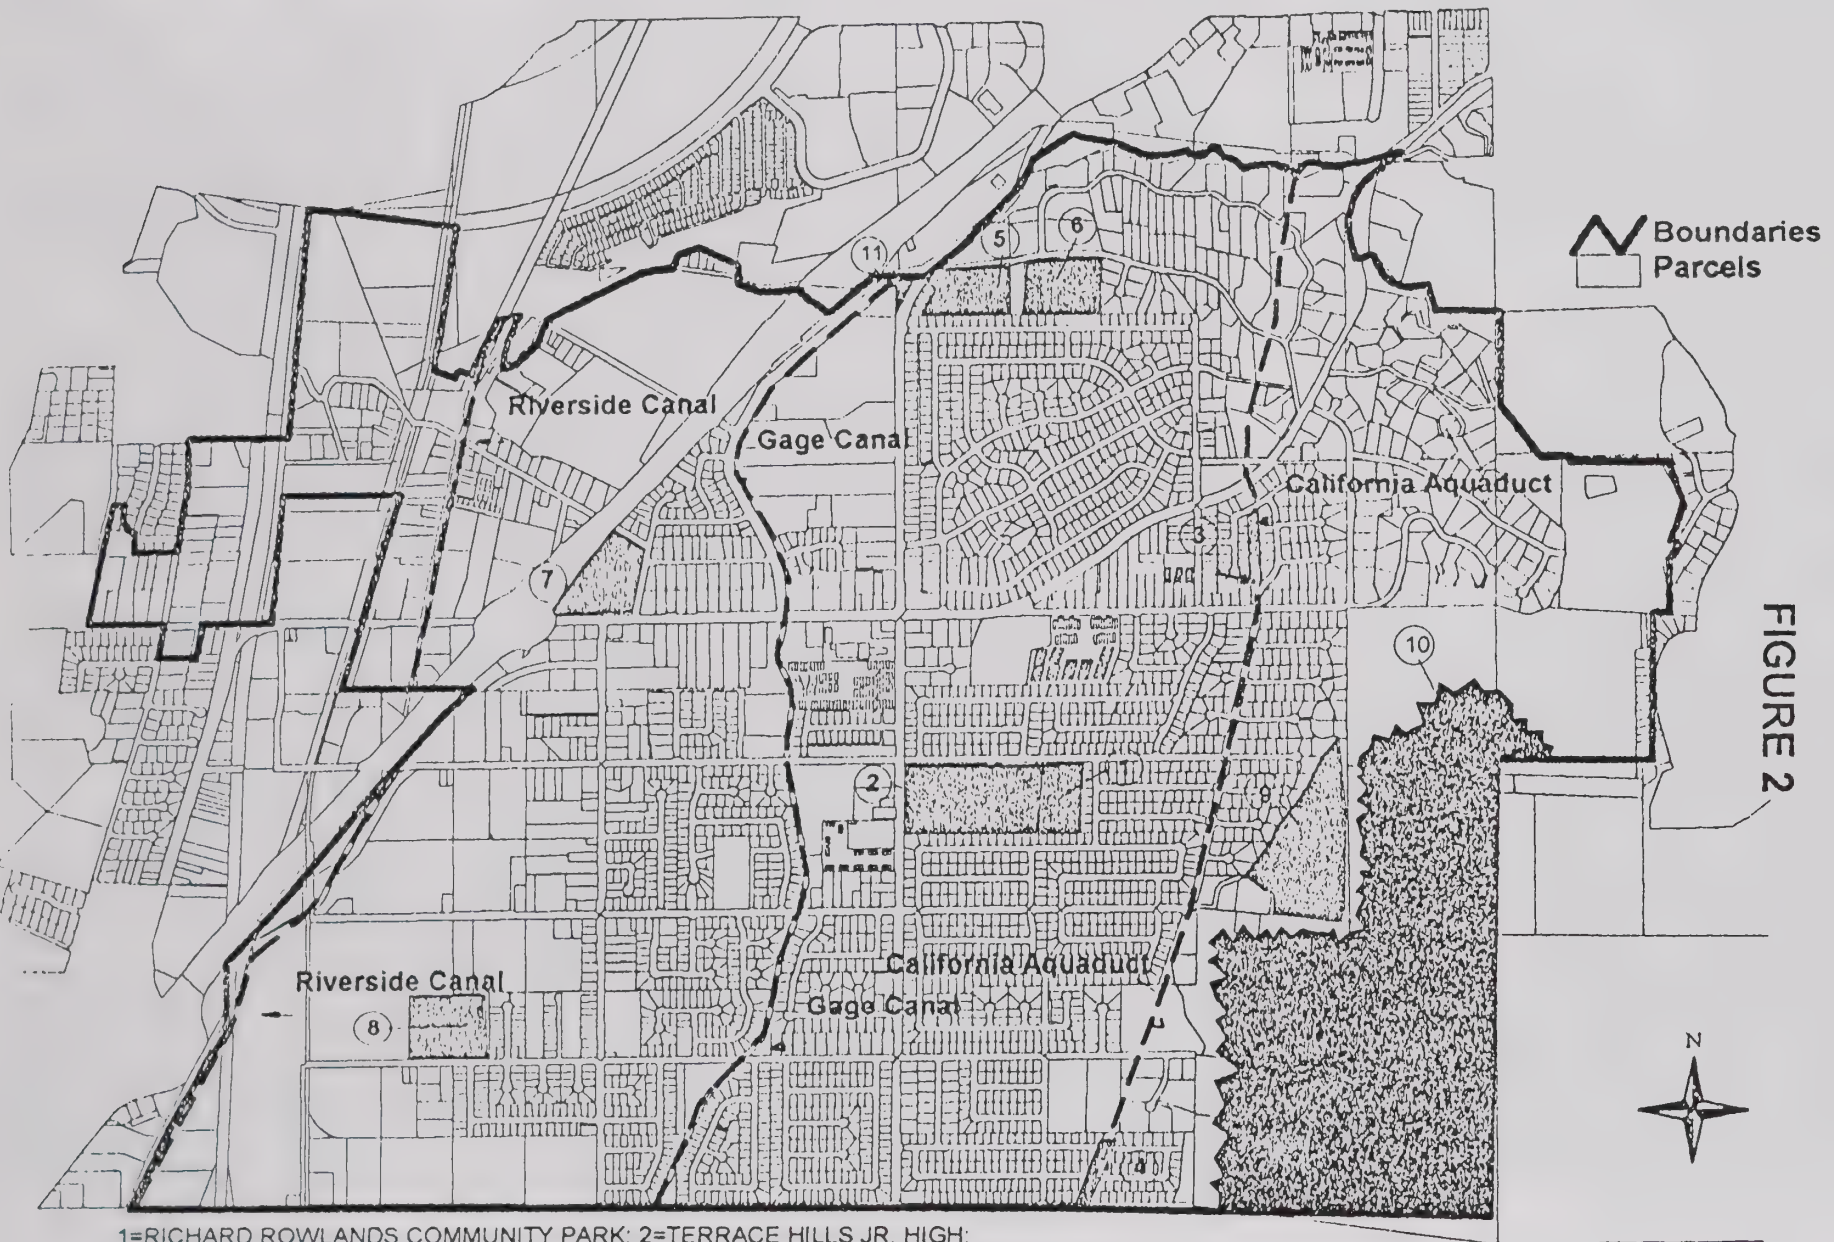 11
5
6
Boundaries
Parcels
Riverside Canal
Gage Canal
California Aquaduct
3
7
FIGURE 2
10
2
1
9
California Aquaduct
Riverside Canal
Gage Canal
8
N
4
1=RICHARD ROWLANDS COMMUNITY PARK; 2=TERRACE HILLS JR. HIGH;